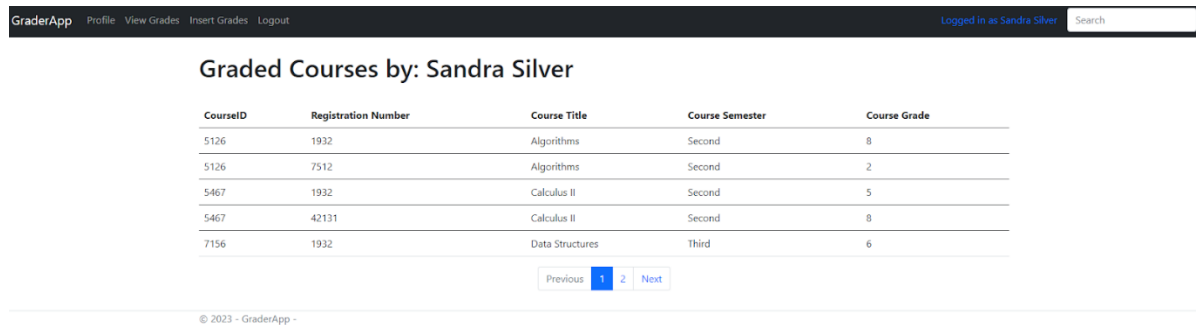 GraderApp Profile View Grades Insert Grades Logout Logged in as Sandra Silver Search
Graded Courses by: Sandra Silver
CourseID Registration Number Course Title Course Semester Course Grade
5126 1932 Algorithms Second 8
5126 7512 Algorithms Second 2
5467 1932 Calculus II Second 5
5467 42131 Calculus II Second 8
7156 1932 Data Structures Third 6
Previous 1 2 Next
© 2023 - GraderApp -